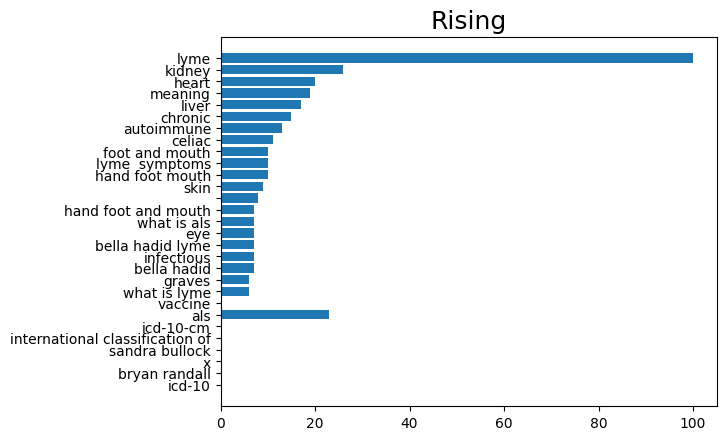 Rising
lyme
kidney
heart
meaning
liver
chronic
autoimmune
celiac
foot and mouth
lyme  symptoms
hand foot mouth
skin
hand foot and mouth
what is als
eye
bella hadid lyme
infectious
bella hadid
graves
what is lyme
vaccine
als
icd-10-cm
international classification of
sandra bullock
x
bryan randall
icd-10
0 20 40 60 80 100